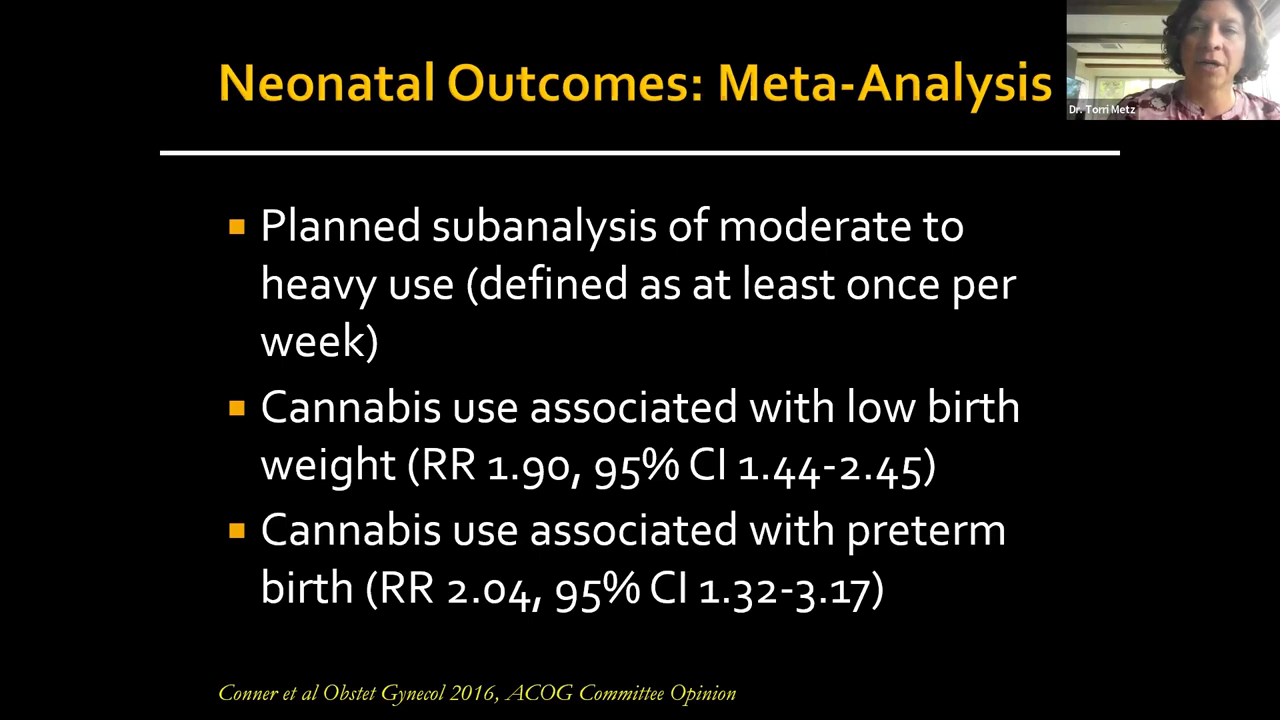 Neonatal Outcomes: Meta-Analysis
Dr. Torri Metz
Planned subanalysis of moderate to
heavy use (defined as at least once per
week)
Cannabis use associated with low birth
weight (RR 1.90, 95% CI 1.44-2.45)
Cannabis use associated with preterm
birth (RR 2.04, 95% CI 1.32-3.17)
Conner et al Obstet Gynecol 2016, ACOG Committee Opinion